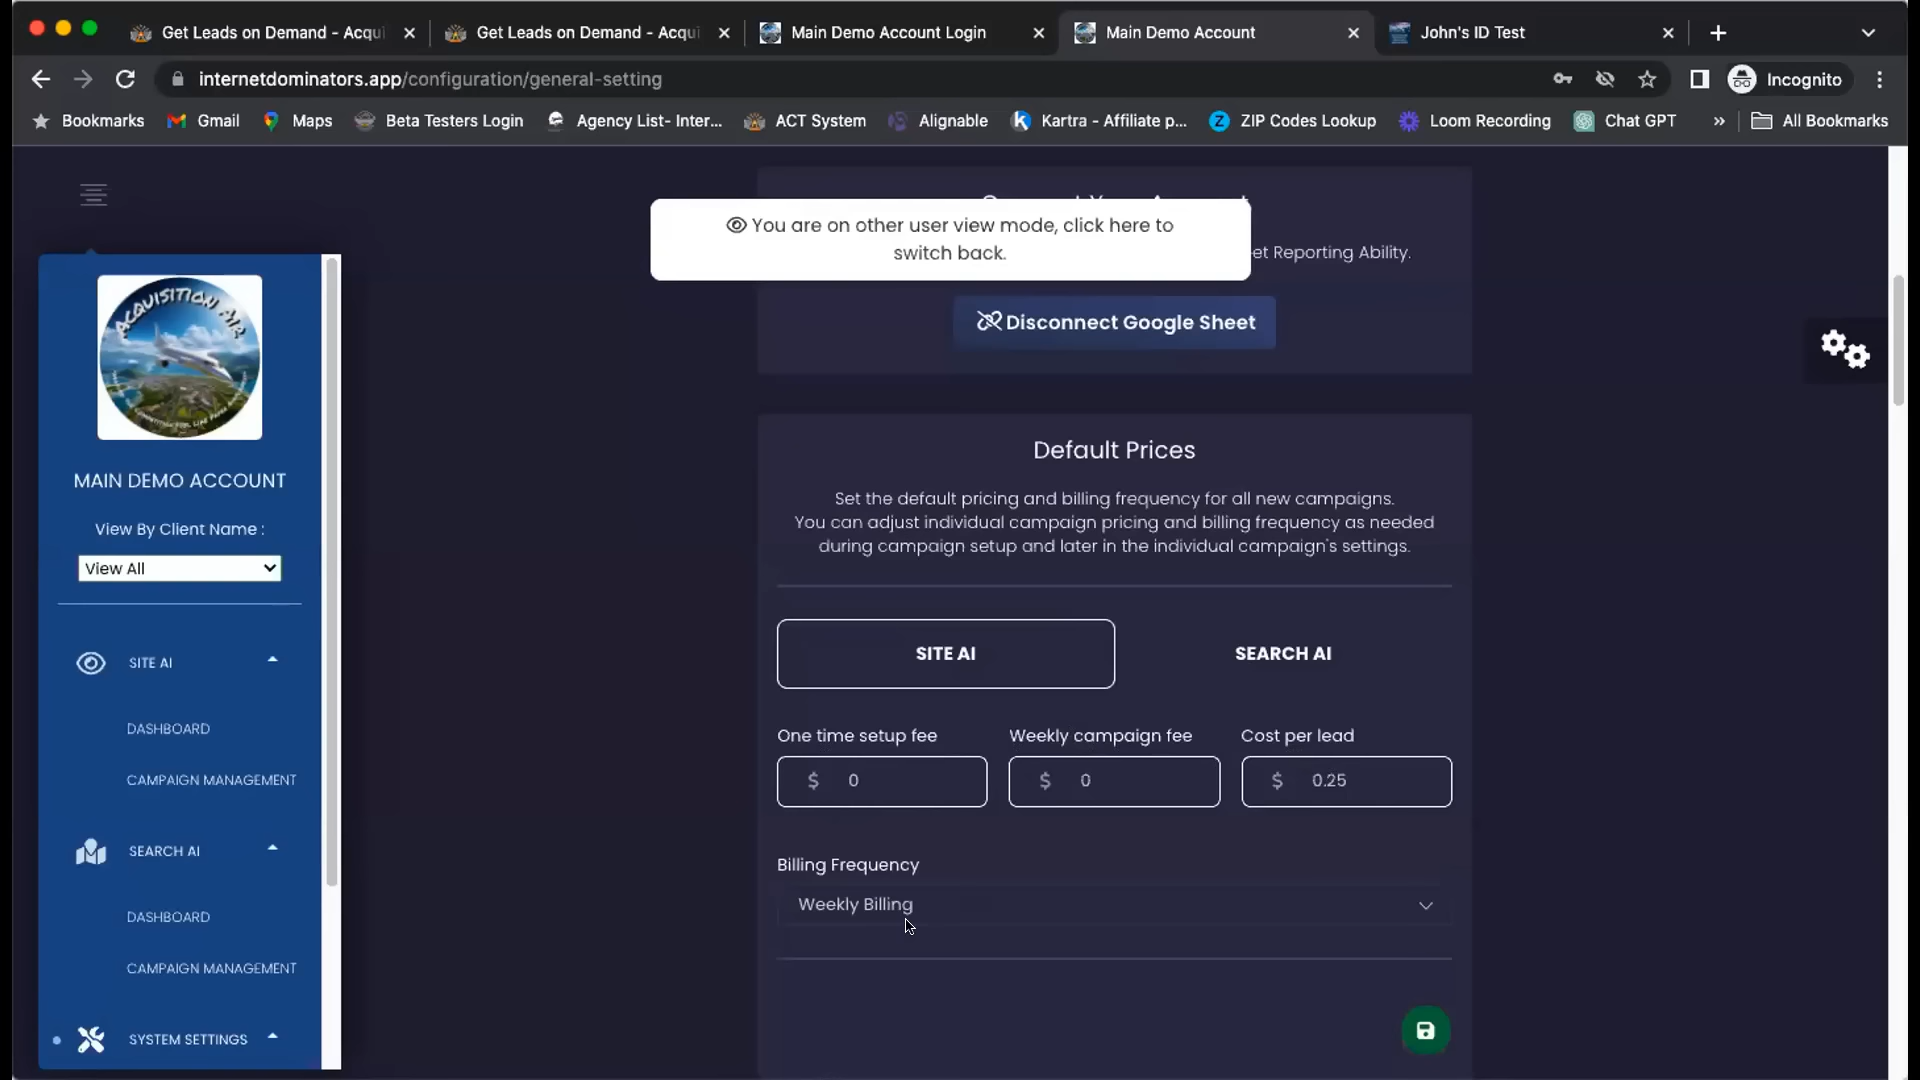 Get Leads on Demand - Acqui
Get Leads on Demand - Acqui
Main Demo Account Login
Main Demo Account
John's ID Test
internetdominators.app/configuration/general-setting
Incognito
Bookmarks
Gmail
Maps
Beta Testers Login
Agency List- Inter...
ACT System
Alignable
Kartra - Affiliate p...
ZIP Codes Lookup
Loom Recording
Chat GPT
»
All Bookmarks
You are on other user view mode, click here to
switch back.
et Reporting Ability.
Disconnect Google Sheet
ACQUISITION AIR
MAIN DEMO ACCOUNT
View By Client Name :
View All
SITE AI
DASHBOARD
CAMPAIGN MANAGEMENT
SEARCH AI
DASHBOARD
CAMPAIGN MANAGEMENT
SYSTEM SETTINGS
Default Prices
Set the default pricing and billing frequency for all new campaigns.
You can adjust individual campaign pricing and billing frequency as needed
during campaign setup and later in the individual campaign's settings.
SITE AI
SEARCH AI
One time setup fee
Weekly campaign fee
Cost per lead
$ 0
$ 0
$ 0.25
Billing Frequency
Weekly Billing